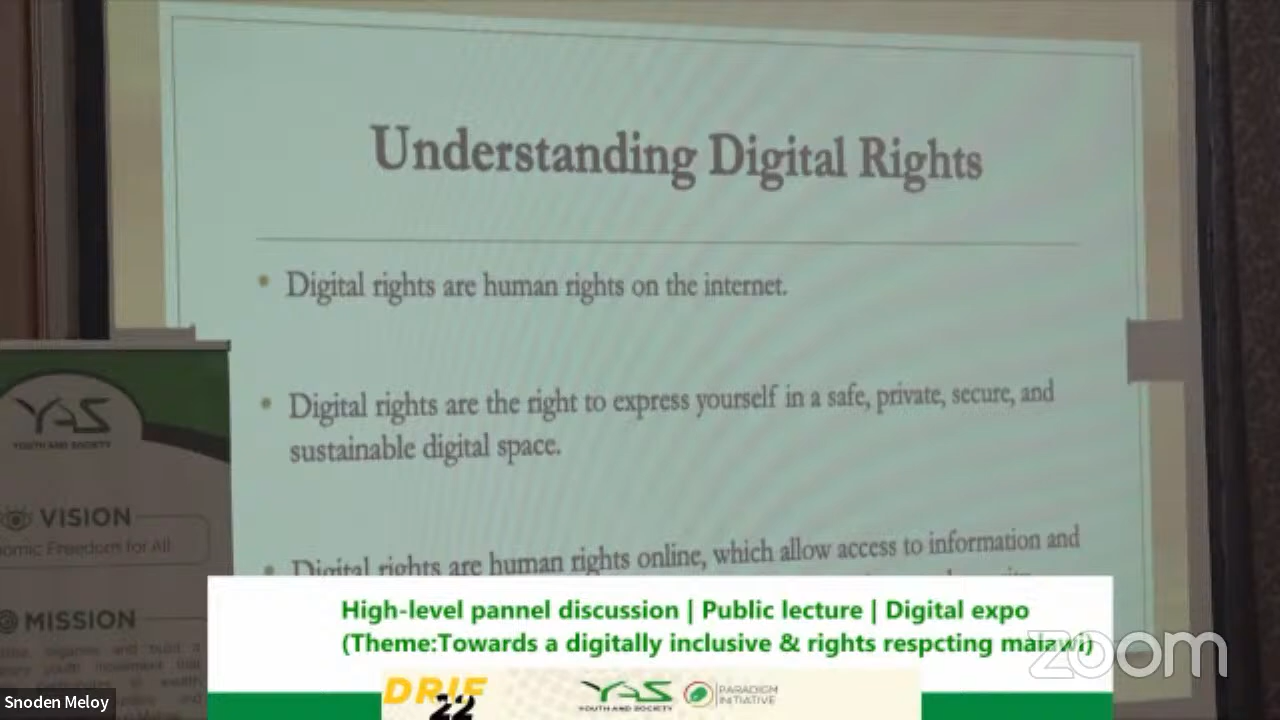 Understanding Digital Rights
• Digital rights are human rights on the internet.
• Digital rights are the right to express yourself in a safe, private, secure, and
sustainable digital space.
• Digital rights are human rights online, which allow access to information and
YAS
YOUTH AND SOCIETY
VISION
omic Freedom for All
MISSION
High-level pannel discussion | Public lecture | Digital expo
(Theme:Towards a digitally inclusive & rights respcting malawi)
zoom
Snoden Meloy
DRIF
22
YAS
YOUTH AND SOCIETY
PARADIGM
INITIATIVE